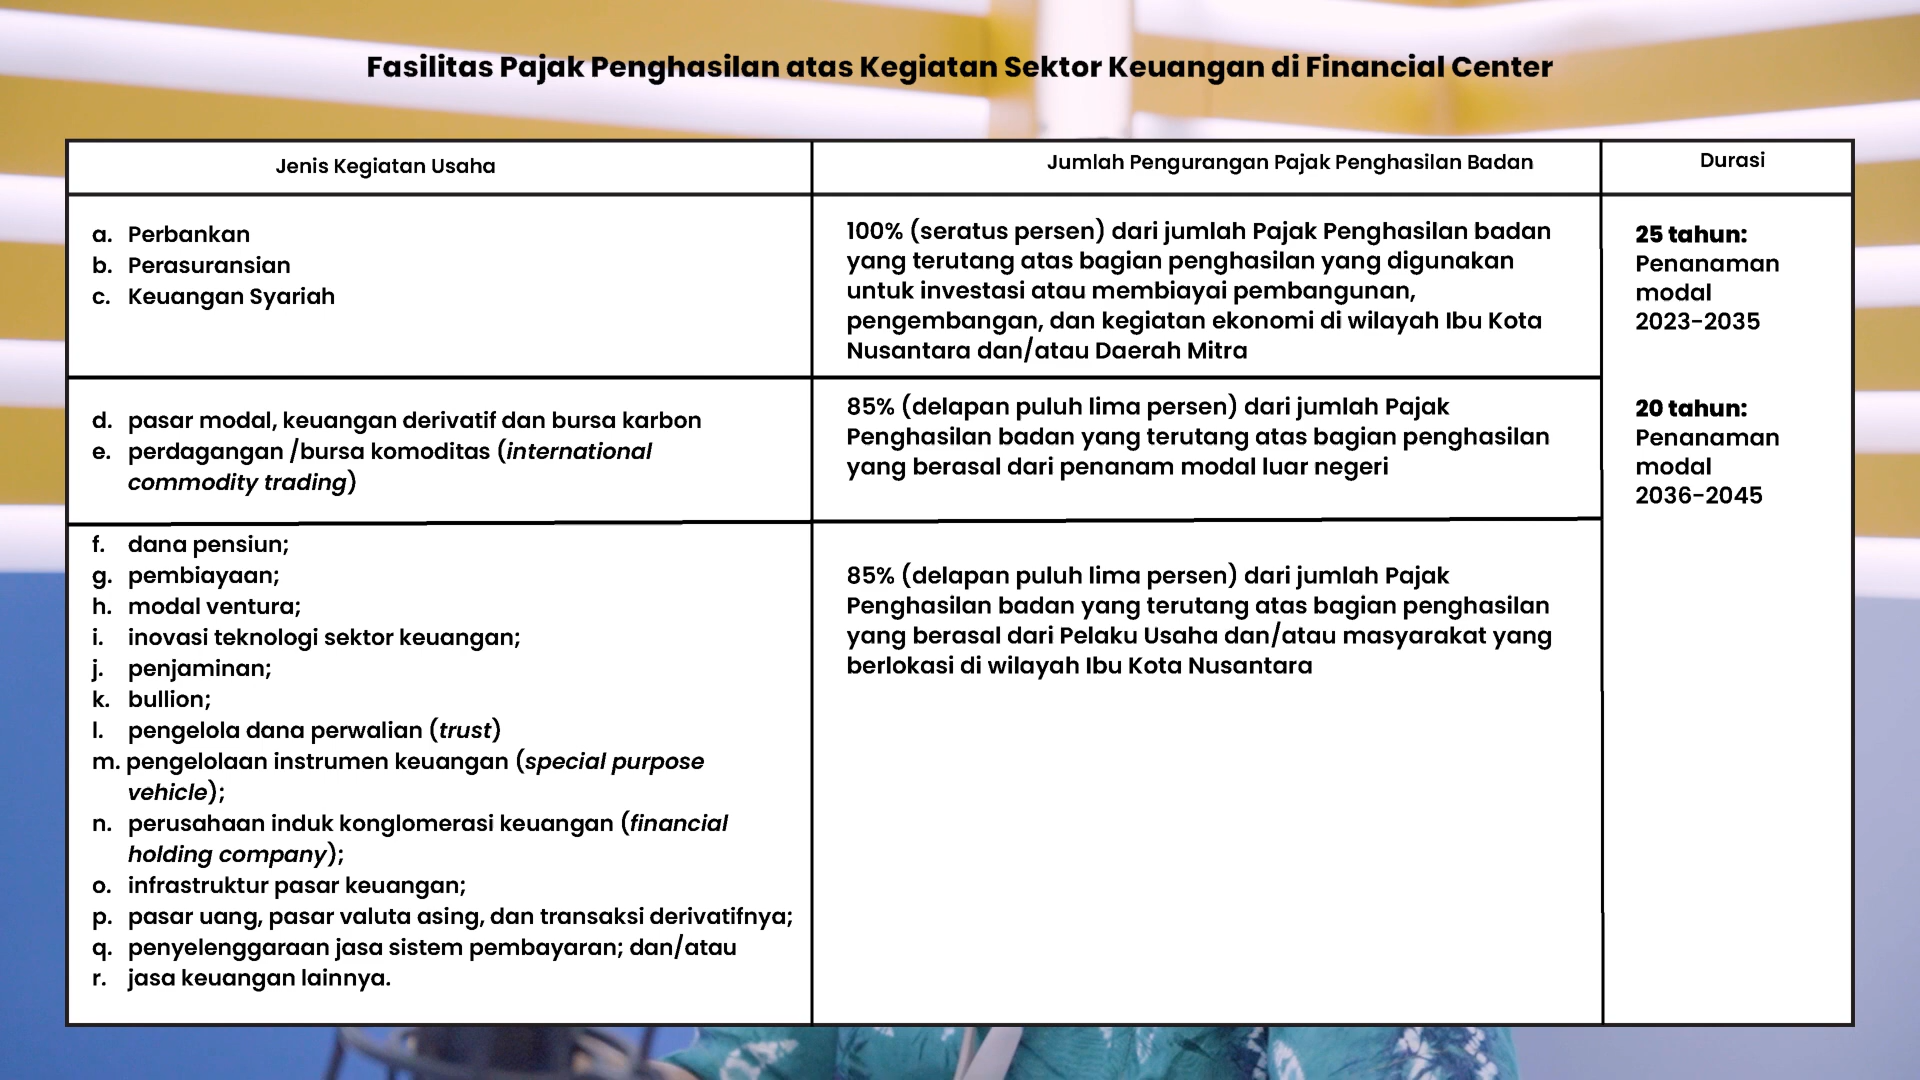 Fasilitas Pajak Penghasilan atas Kegiatan Sektor Keuangan di Financial Center
Jenis Kegiatan Usaha
Jumlah Pengurangan Pajak Penghasilan Badan
Durasi
a. Perbankan
b. Perasuransian
c. Keuangan Syariah
100% (seratus persen) dari jumlah Pajak Penghasilan badan
yang terutang atas bagian penghasilan yang digunakan
untuk investasi atau membiayai pembangunan,
pengembangan, dan kegiatan ekonomi di wilayah Ibu Kota
Nusantara dan/atau Daerah Mitra
25 tahun:
Penanaman
modal
2023-2035
d. pasar modal, keuangan derivatif dan bursa karbon
e. perdagangan /bursa komoditas (international
commodity trading)
85% (delapan puluh lima persen) dari jumlah Pajak
Penghasilan badan yang terutang atas bagian penghasilan
yang berasal dari penanam modal luar negeri
20 tahun:
Penanaman
modal
2036-2045
f. dana pensiun;
g. pembiayaan;
h. modal ventura;
i. inovasi teknologi sektor keuangan;
j. penjaminan;
k. bullion;
l. pengelola dana perwalian (trust)
m. pengelolaan instrumen keuangan (special purpose
vehicle);
n. perusahaan induk konglomerasi keuangan (financial
holding company);
o. infrastruktur pasar keuangan;
p. pasar uang, pasar valuta asing, dan transaksi derivatifnya;
q. penyelenggaraan jasa sistem pembayaran; dan/atau
r. jasa keuangan lainnya.
85% (delapan puluh lima persen) dari jumlah Pajak
Penghasilan badan yang terutang atas bagian penghasilan
yang berasal dari Pelaku Usaha dan/atau masyarakat yang
berlokasi di wilayah Ibu Kota Nusantara